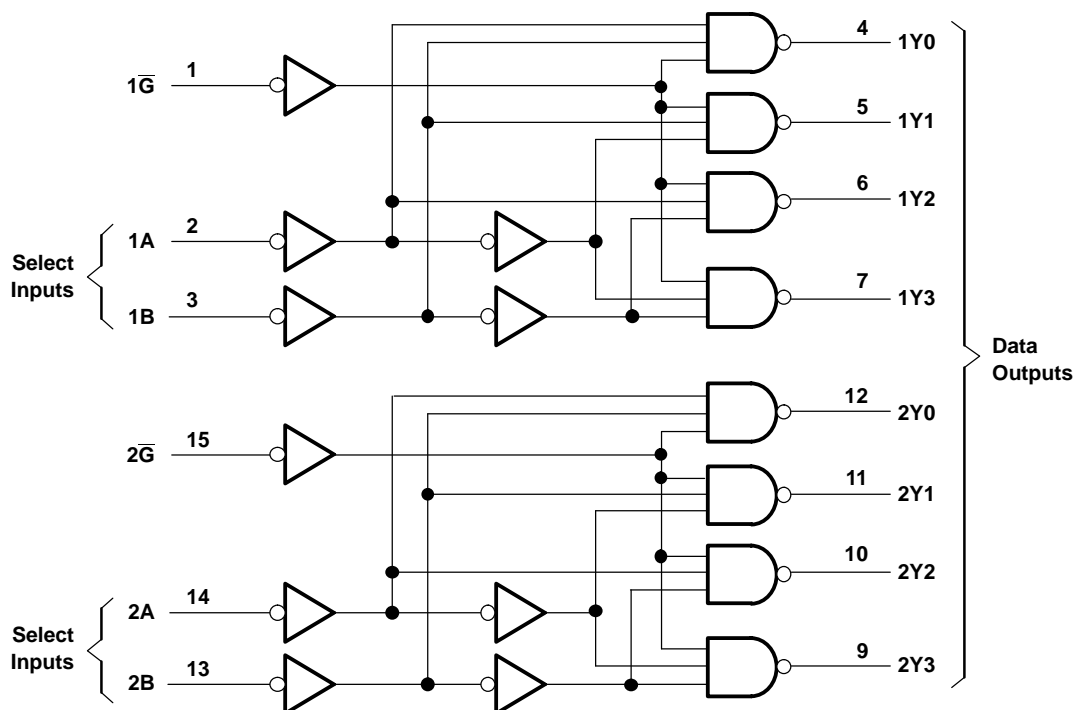 1G̅ 1
1A 2
1B 3
Select
Inputs
4 1Y0
5 1Y1
6 1Y2
7 1Y3
2G̅ 15
2A 14
2B 13
Select
Inputs
12 2Y0
11 2Y1
10 2Y2
9 2Y3
Data
Outputs